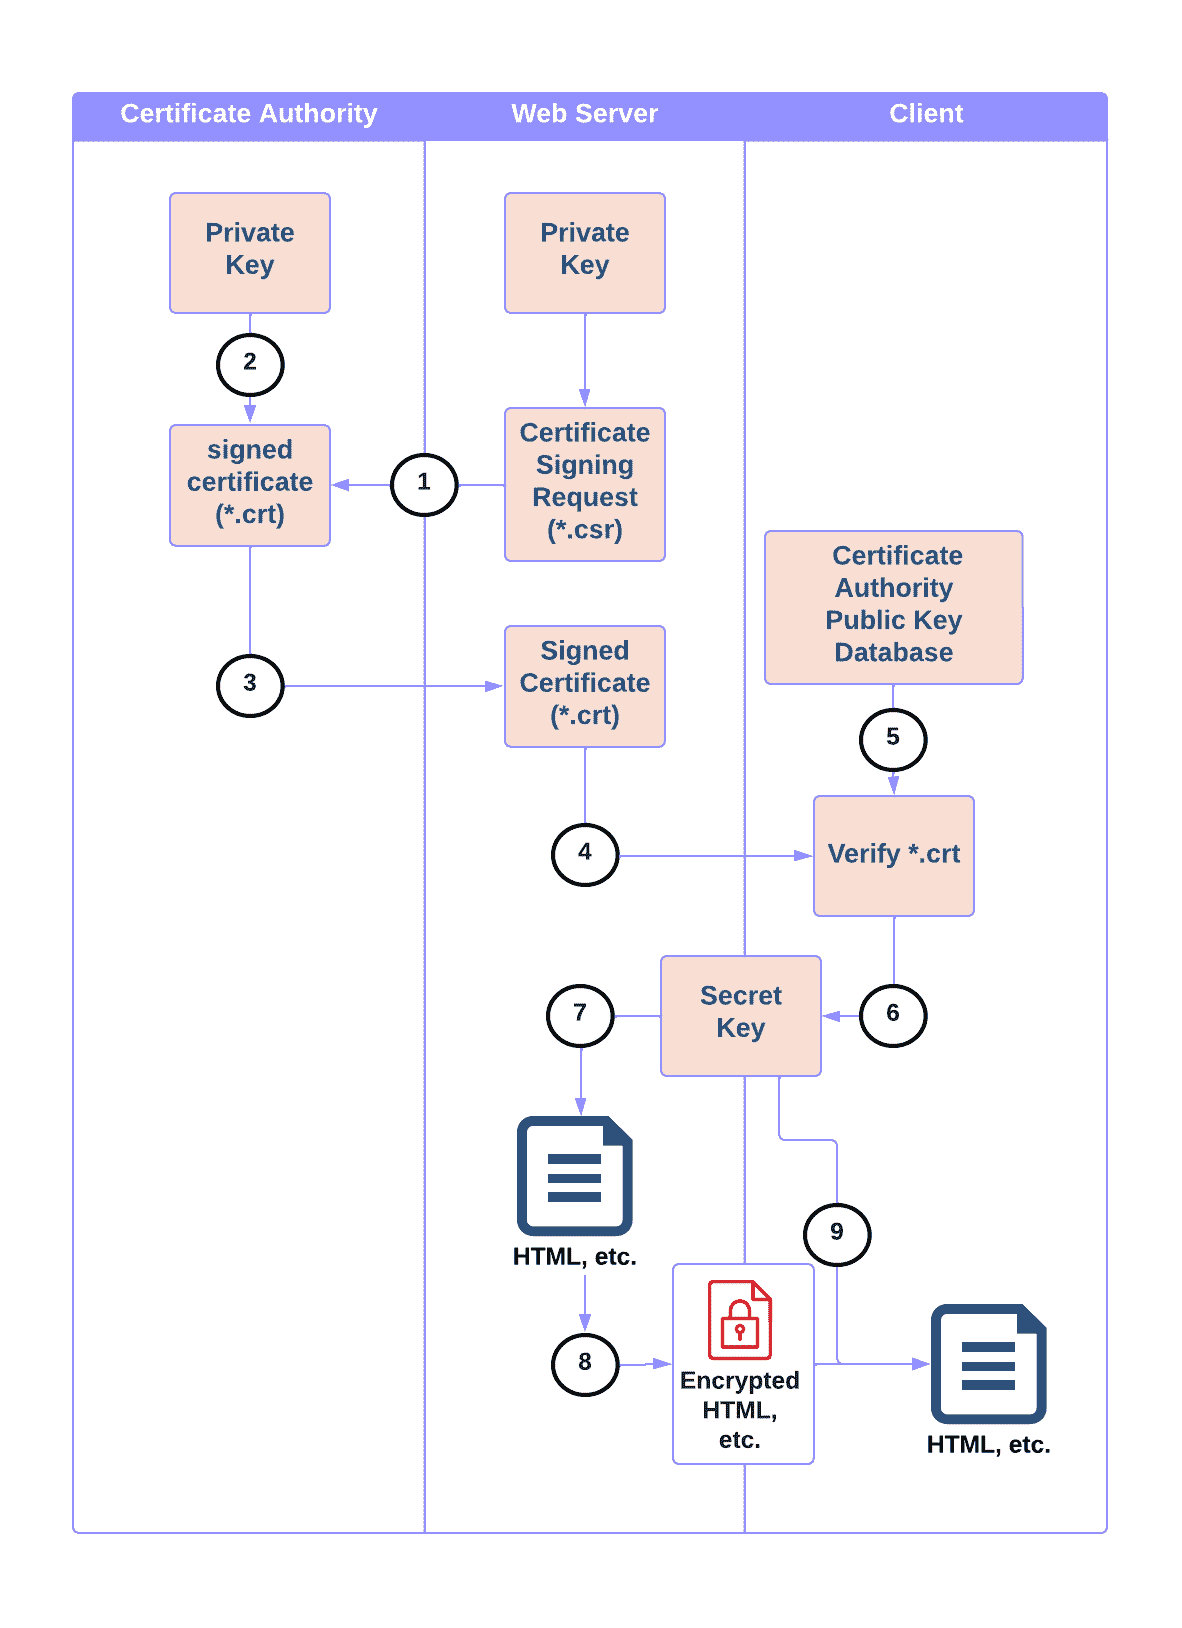 Certificate Authority
Web Server
Client
Private
Key
Private
Key
2
signed
certificate
(*.crt)
1
Certificate
Signing
Request
(*.csr)
Certificate
Authority
Public Key
Database
3
Signed
Certificate
(*.crt)
5
4
Verify *.crt
7
Secret
Key
6
HTML, etc.
9
8
Encrypted
HTML,
etc.
HTML, etc.